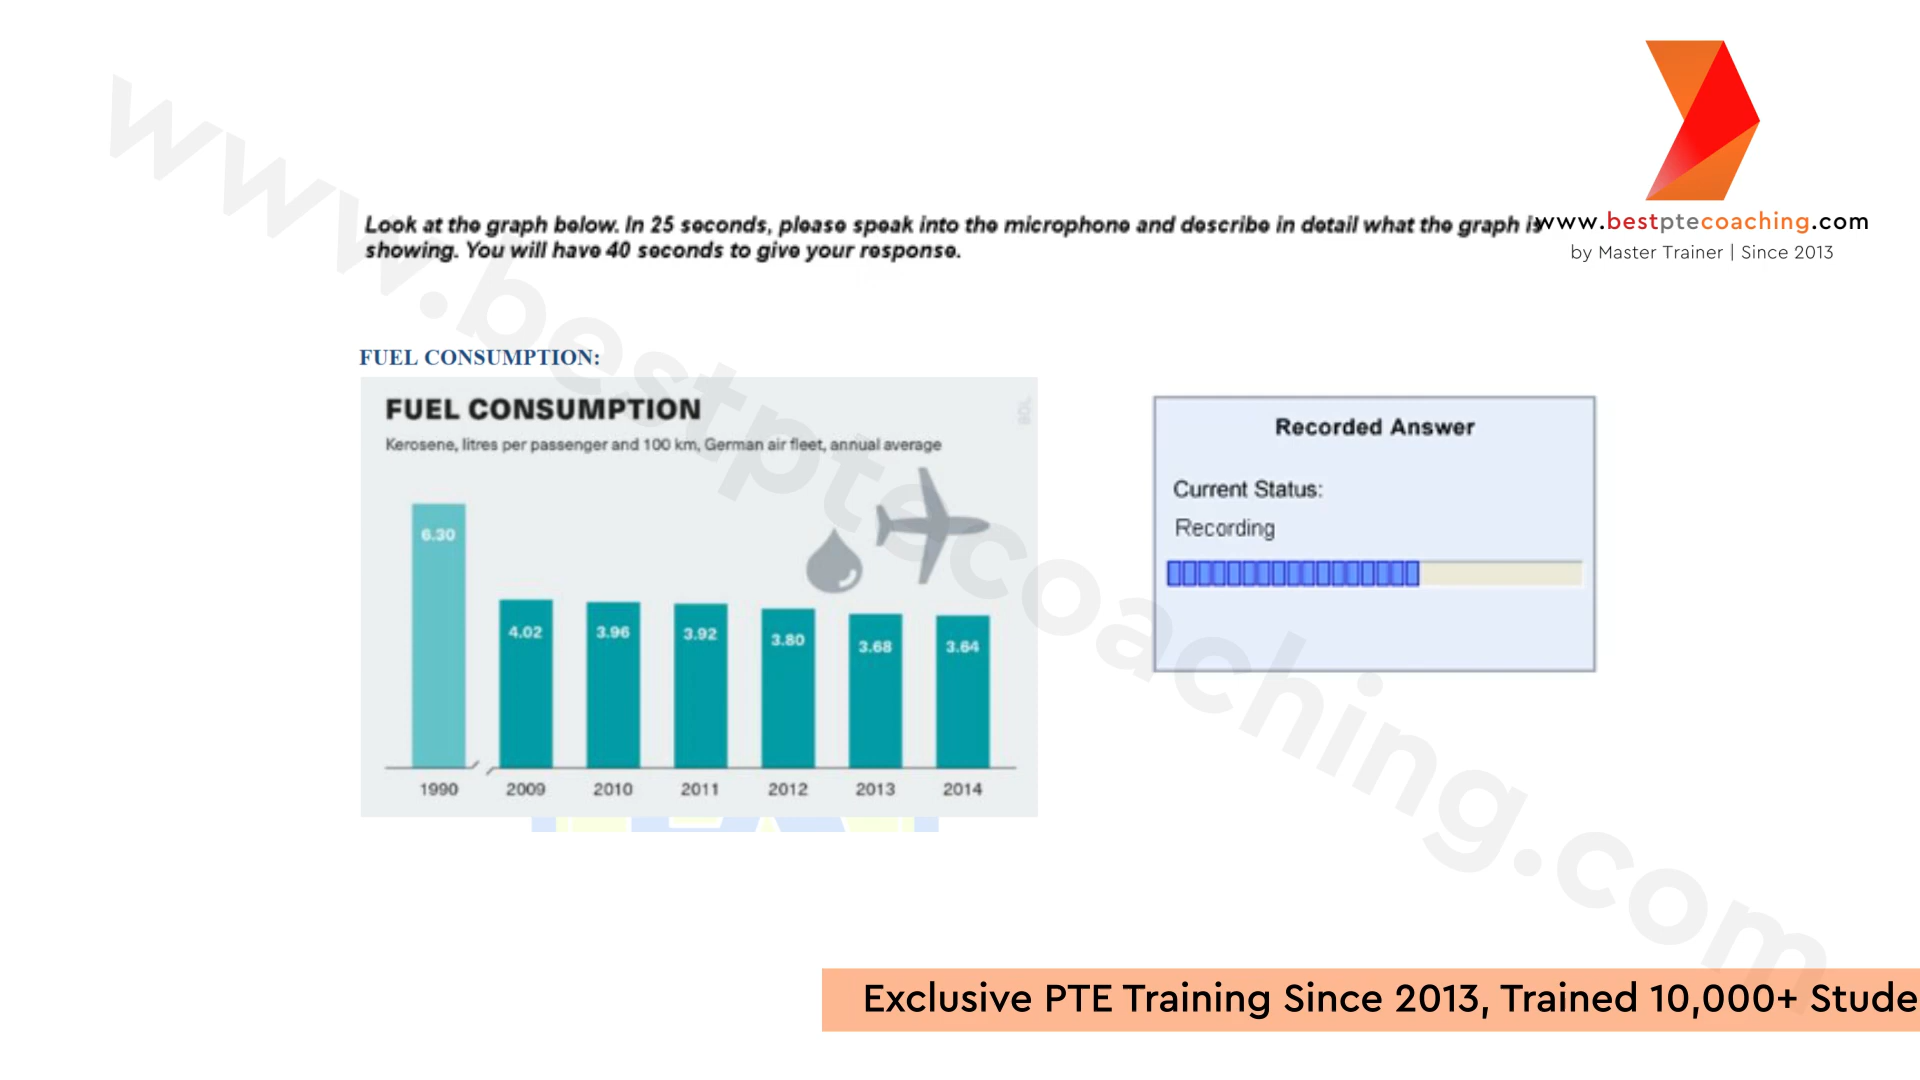 www.bestptecoaching.com
Look at the graph below. In 25 seconds, please speak into the microphone and describe in detail what the graph is
showing. You will have 40 seconds to give your response.
www.bestptecoaching.com
by Master Trainer | Since 2013
FUEL CONSUMPTION:
FUEL CONSUMPTION
Kerosene, litres per passenger and 100 km, German air fleet, annual average
6.30
4.02
3.96
3.92
3.80
3.68
3.64
1990
2009
2010
2011
2012
2013
2014
Recorded Answer
Current Status:
Recording
Exclusive PTE Training Since 2013, Trained 10,000+ Stude